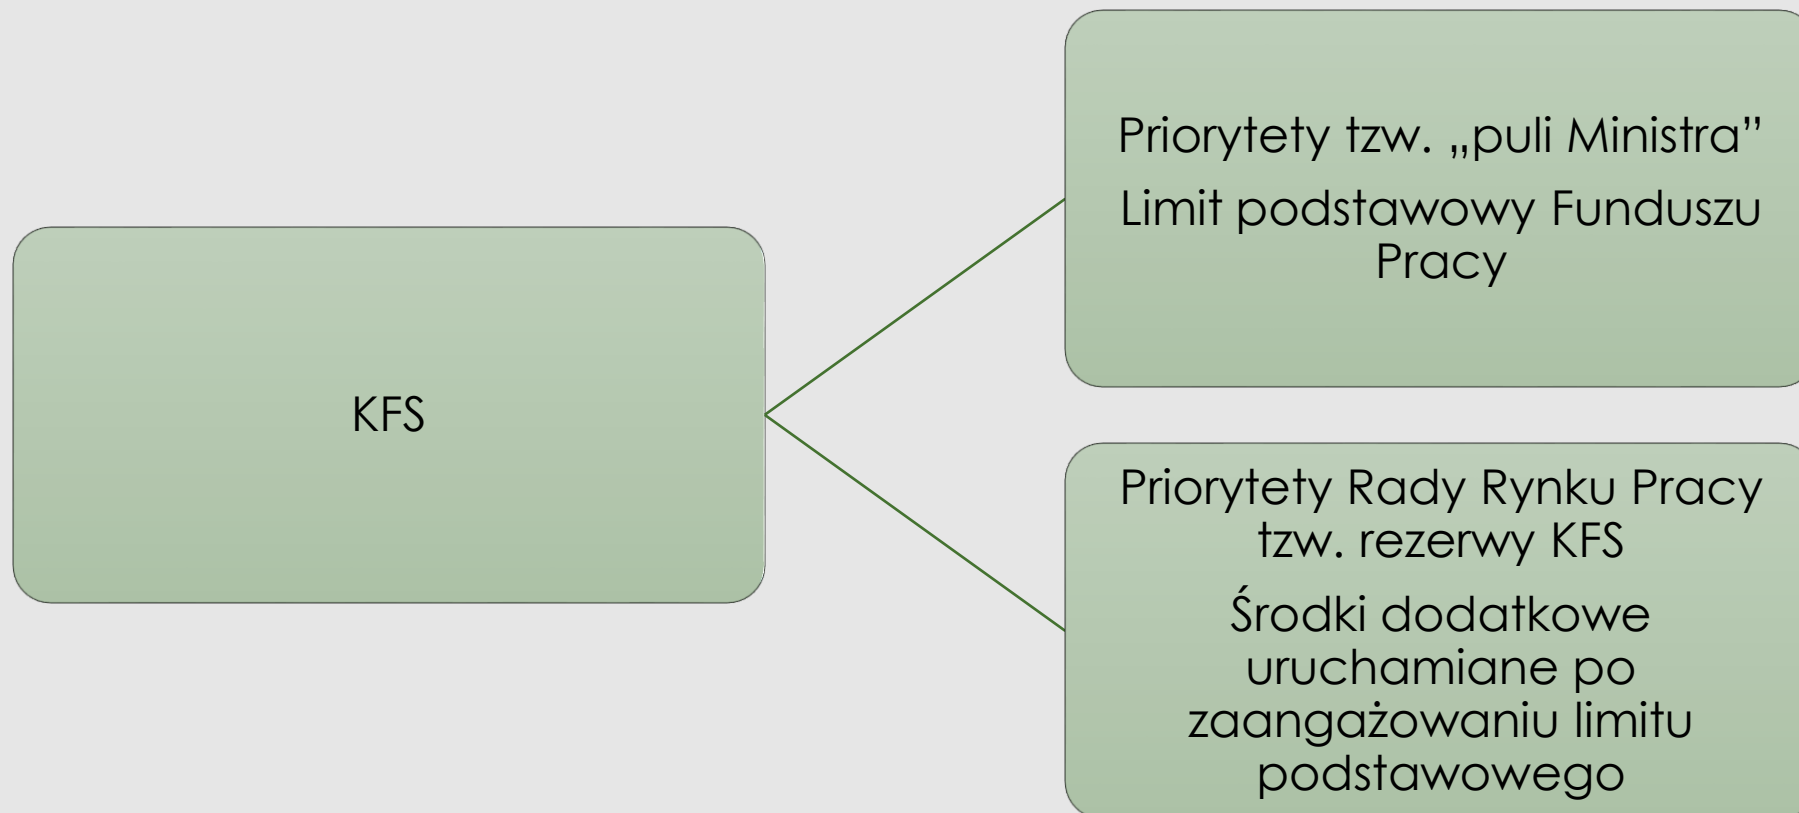 KFS
Priorytety tzw. „puli Ministra”
Limit podstawowy Funduszu
Pracy
Priorytety Rady Rynku Pracy
tzw. rezerwy KFS
Środki dodatkowe
uruchamiane po
zaangażowaniu limitu
podstawowego